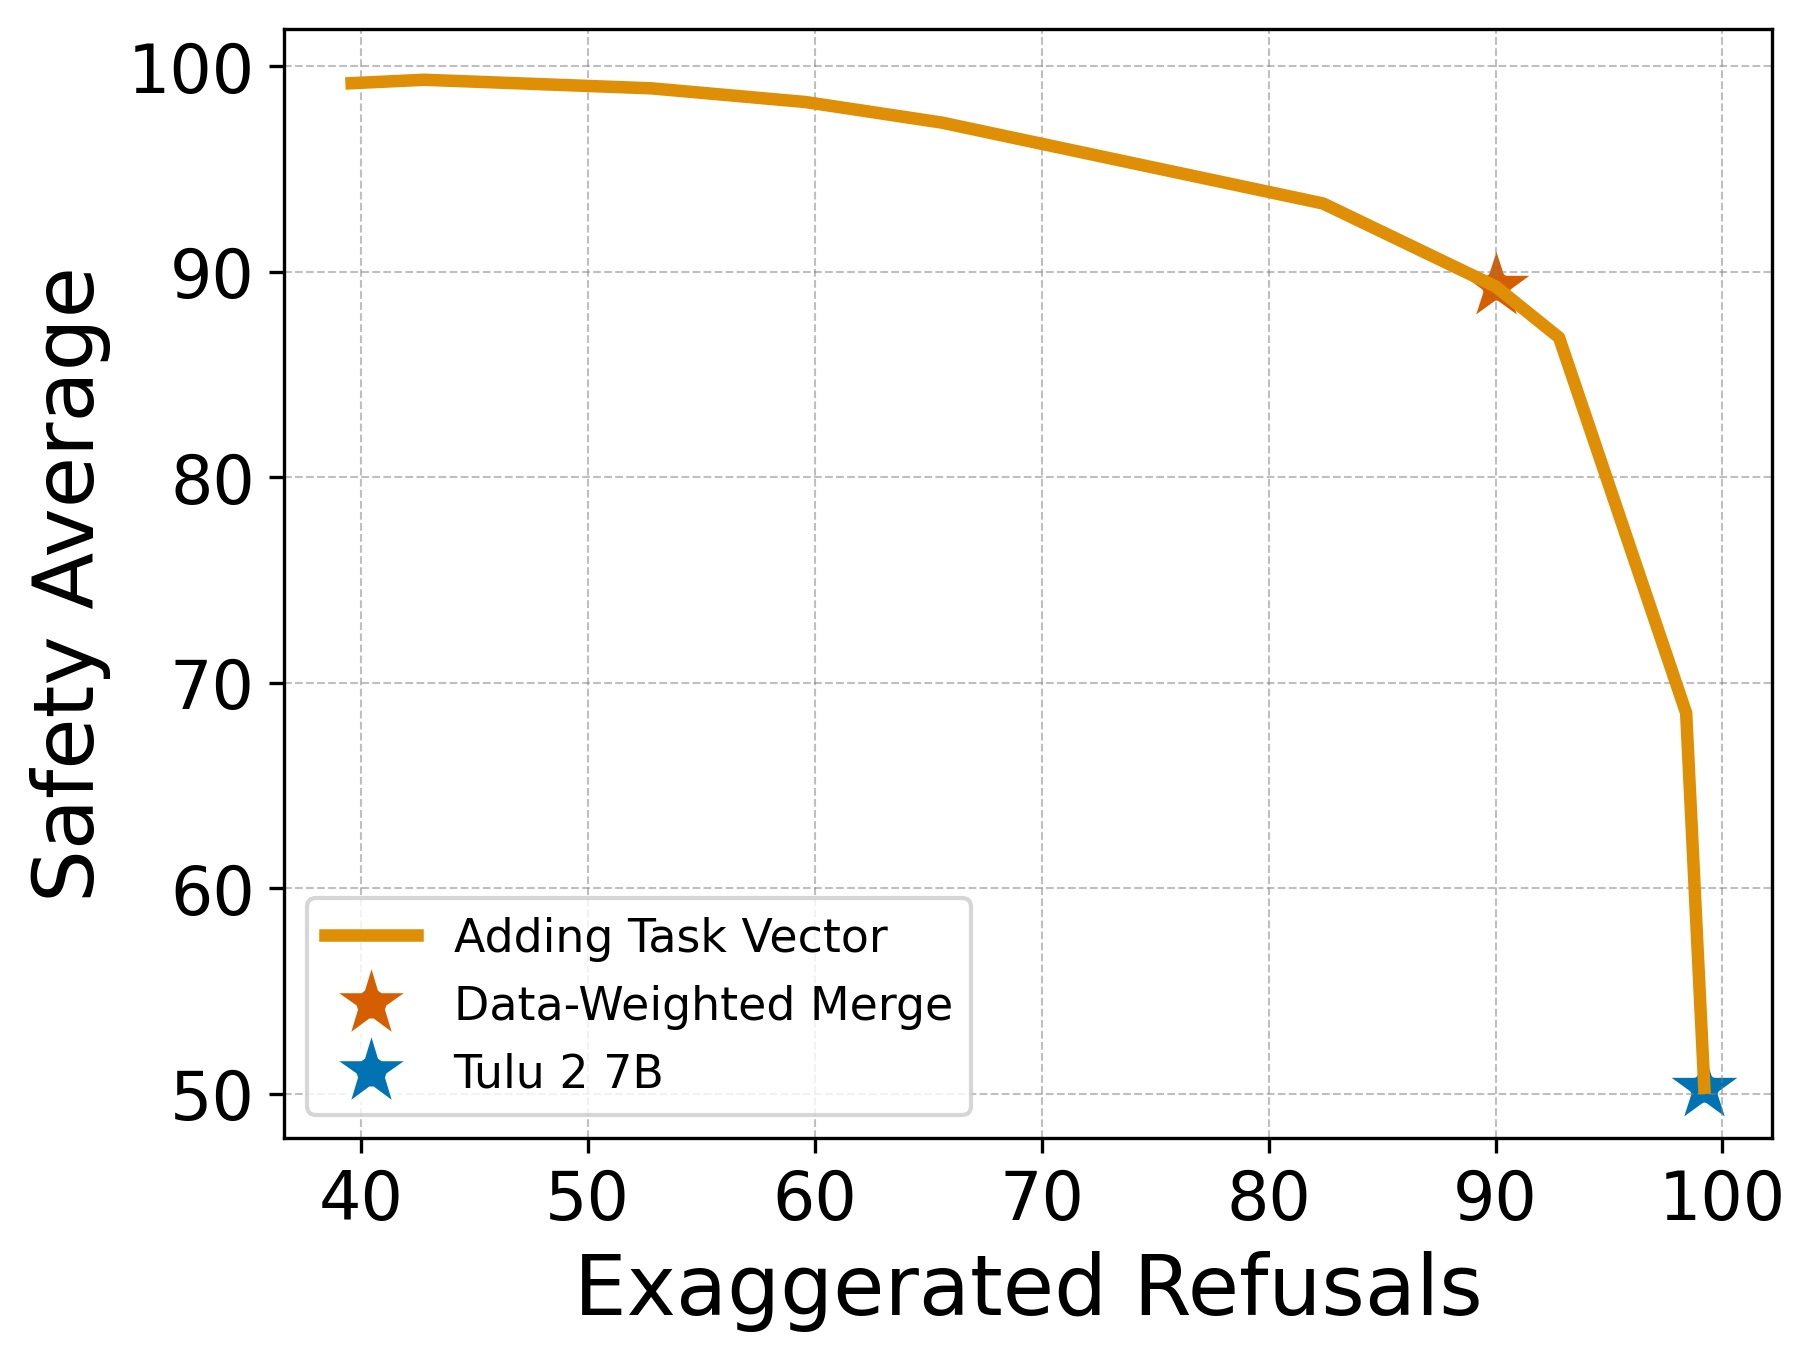 100
90
80
70
60
50
Safety Average
Adding Task Vector
Data-Weighted Merge
Tulu 2 7B
40 50 60 70 80 90 100
Exaggerated Refusals